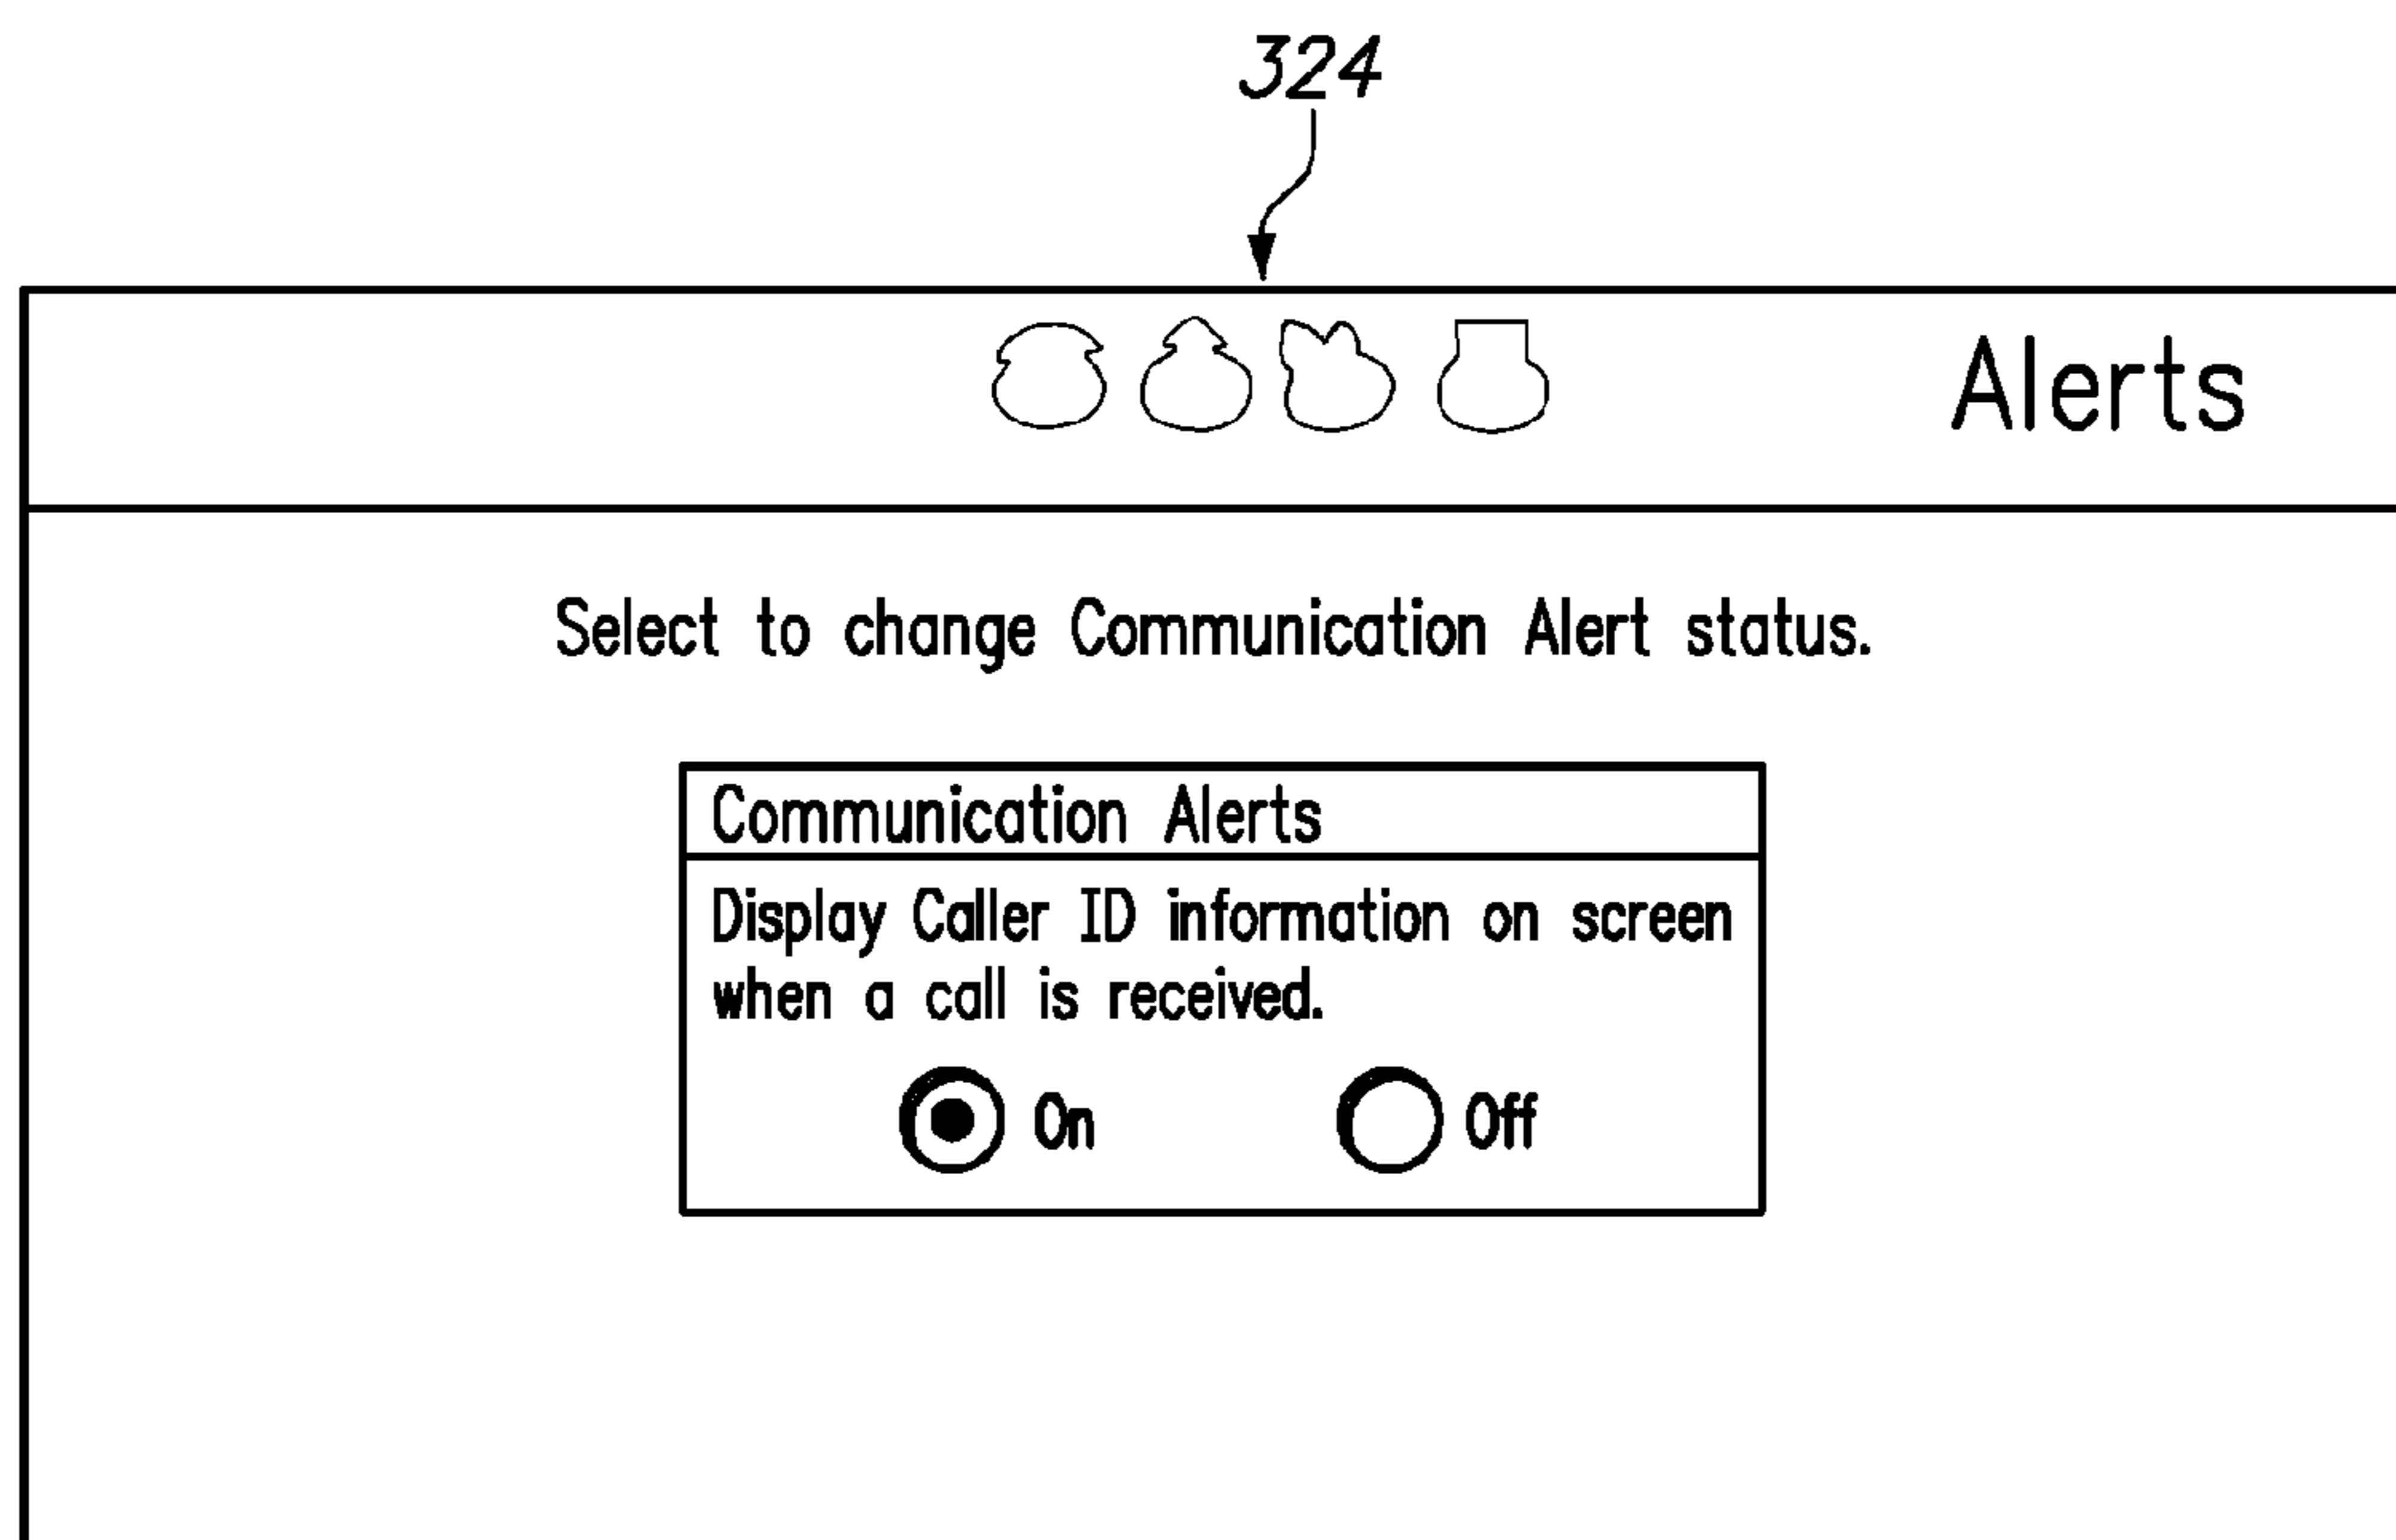 324
Alerts
Select to change Communication Alert status.
Communication Alerts
Display Caller ID information on screen
when a call is received.
On Off